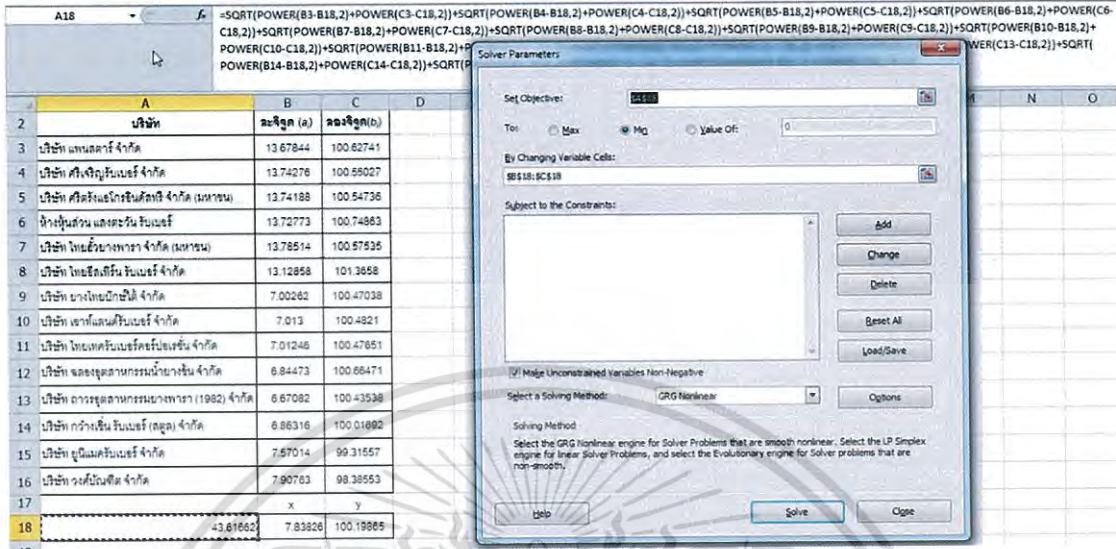 A18
fx
=SQRT(POWER(B3-B18,2)+POWER(C3-C18,2))+SQRT(POWER(B4-B18,2)+POWER(C4-C18,2))+SQRT(POWER(B5-B18,2)+POWER(C5-C18,2))+SQRT(POWER(B6-B18,2)+POWER(C6-
C18,2))+SQRT(POWER(B7-B18,2)+POWER(C7-C18,2))+SQRT(POWER(B8-B18,2)+POWER(C8-C18,2))+SQRT(POWER(B9-B18,2)+POWER(C9-C18,2))+SQRT(POWER(B10-B18,2)+
POWER(C10-C18,2))+SQRT(POWER(B11-B18,2)+P
WER(C13-C18,2))+SQRT(
POWER(B14-B18,2)+POWER(C14-C18,2))+SQRT(P
A B C D N O
2 บริษัท ละจิจูด (a) ลองจิจูด(b)
3 บริษัท แพนสตาร์ จำกัด 13.67844 100.62741
4 บริษัท ศรีเจริญรับเบอร์ จำกัด 13.74276 100.55027
5 บริษัท ศรีตรังแอโกรอินดัสทรี จำกัด (มหาชน) 13.74188 100.54736
6 ห้างหุ้นส่วน แสงตะวัน รับเบอร์ 13.72773 100.74863
7 บริษัท ไทยฮั้วยางพารา จำกัด (มหาชน) 13.78514 100.57535
8 บริษัท ไทยอีสเทิร์น รับเบอร์ จำกัด 13.12858 101.3658
9 บริษัท ยางไทยปักษ์ใต้ จำกัด 7.00262 100.47038
10 บริษัท เซาท์แลนด์รับเบอร์ จำกัด 7.013 100.4821
11 บริษัท ไทยเทครับเบอร์คอร์ปอเรชั่น จำกัด 7.01246 100.47651
12 บริษัท ฉลองอุตสาหกรรมน้ำยางข้น จำกัด 6.84473 100.66471
13 บริษัท ถาวรอุตสาหกรรมยางพารา (1982) จำกัด 6.67082 100.43538
14 บริษัท กว๋างเขิ่น รับเบอร์ (สตูล) จำกัด 6.86316 100.01692
15 บริษัท ยูนิแมครับเบอร์ จำกัด 7.57014 99.31557
16 บริษัท วงศ์บัณฑิต จำกัด 7.90763 98.38553
17 x y
18 43.61662 7.83826 100.19865
Solver Parameters
Set Objective: $A$18
To: Max Min Value Of: 0
By Changing Variable Cells:
$B$18:$C$18
Subject to the Constraints:
Add
Change
Delete
Reset All
Load/Save
Make Unconstrained Variables Non-Negative
Select a Solving Method: GRG Nonlinear Options
Solving Method
Select the GRG Nonlinear engine for Solver Problems that are smooth nonlinear. Select the LP Simplex
engine for linear Solver Problems, and select the Evolutionary engine for Solver problems that are
non-smooth.
Help Solve Close